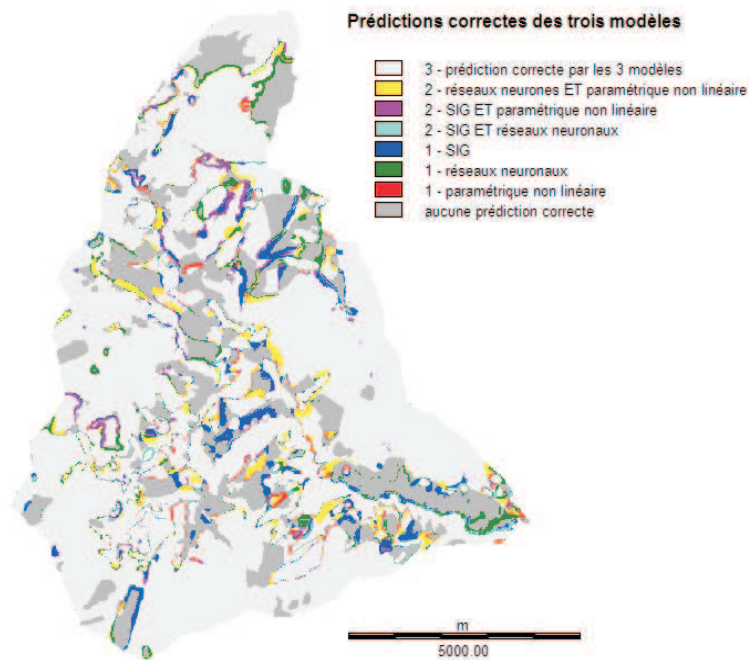 Prédictions correctes des trois modèles
3 - prédiction correcte par les 3 modèles
2 - réseaux neurones ET paramétrique non linéaire
2 - SIG ET paramétrique non linéaire
2 - SIG ET réseaux neuronaux
1 - SIG
1 - réseaux neuronaux
1 - paramétrique non linéaire
aucune prédiction correcte
m
5000.00